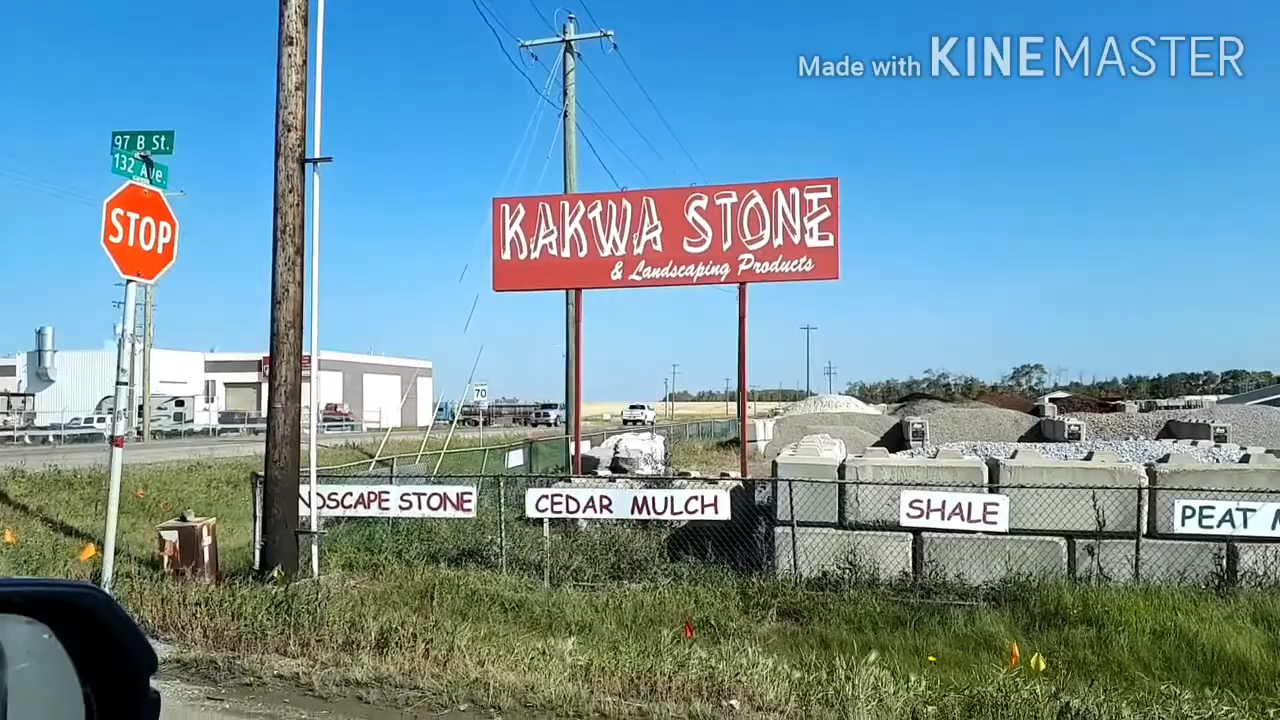 Made with KINEMASTER
97 B St.
132 Ave.
STOP
KAKWA STONE
& Landscaping Products
70
NDSCAPE STONE
CEDAR MULCH
SHALE
PEAT